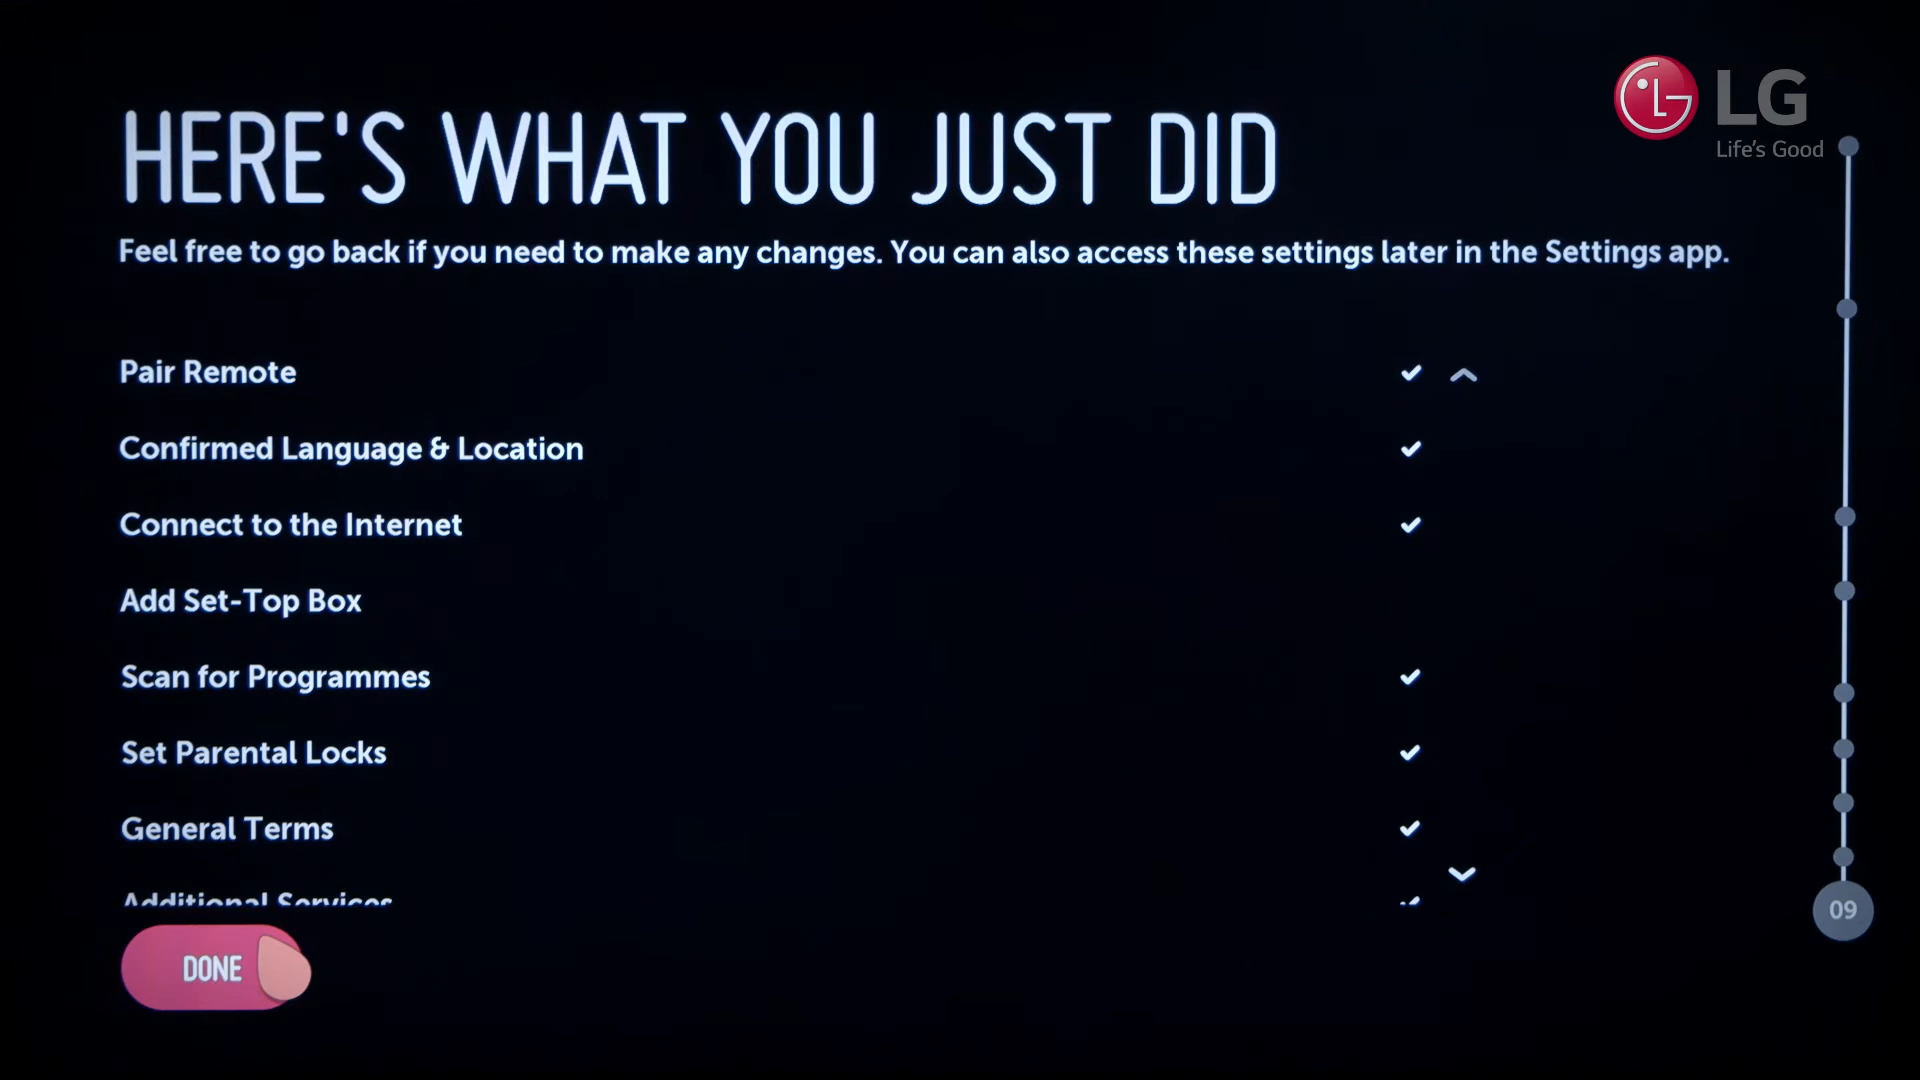 LG
Life's Good
HERE'S WHAT YOU JUST DID
Feel free to go back if you need to make any changes. You can also access these settings later in the Settings app.
Pair Remote
Confirmed Language & Location
Connect to the Internet
Add Set-Top Box
Scan for Programmes
Set Parental Locks
General Terms
Additional Services
DONE
09